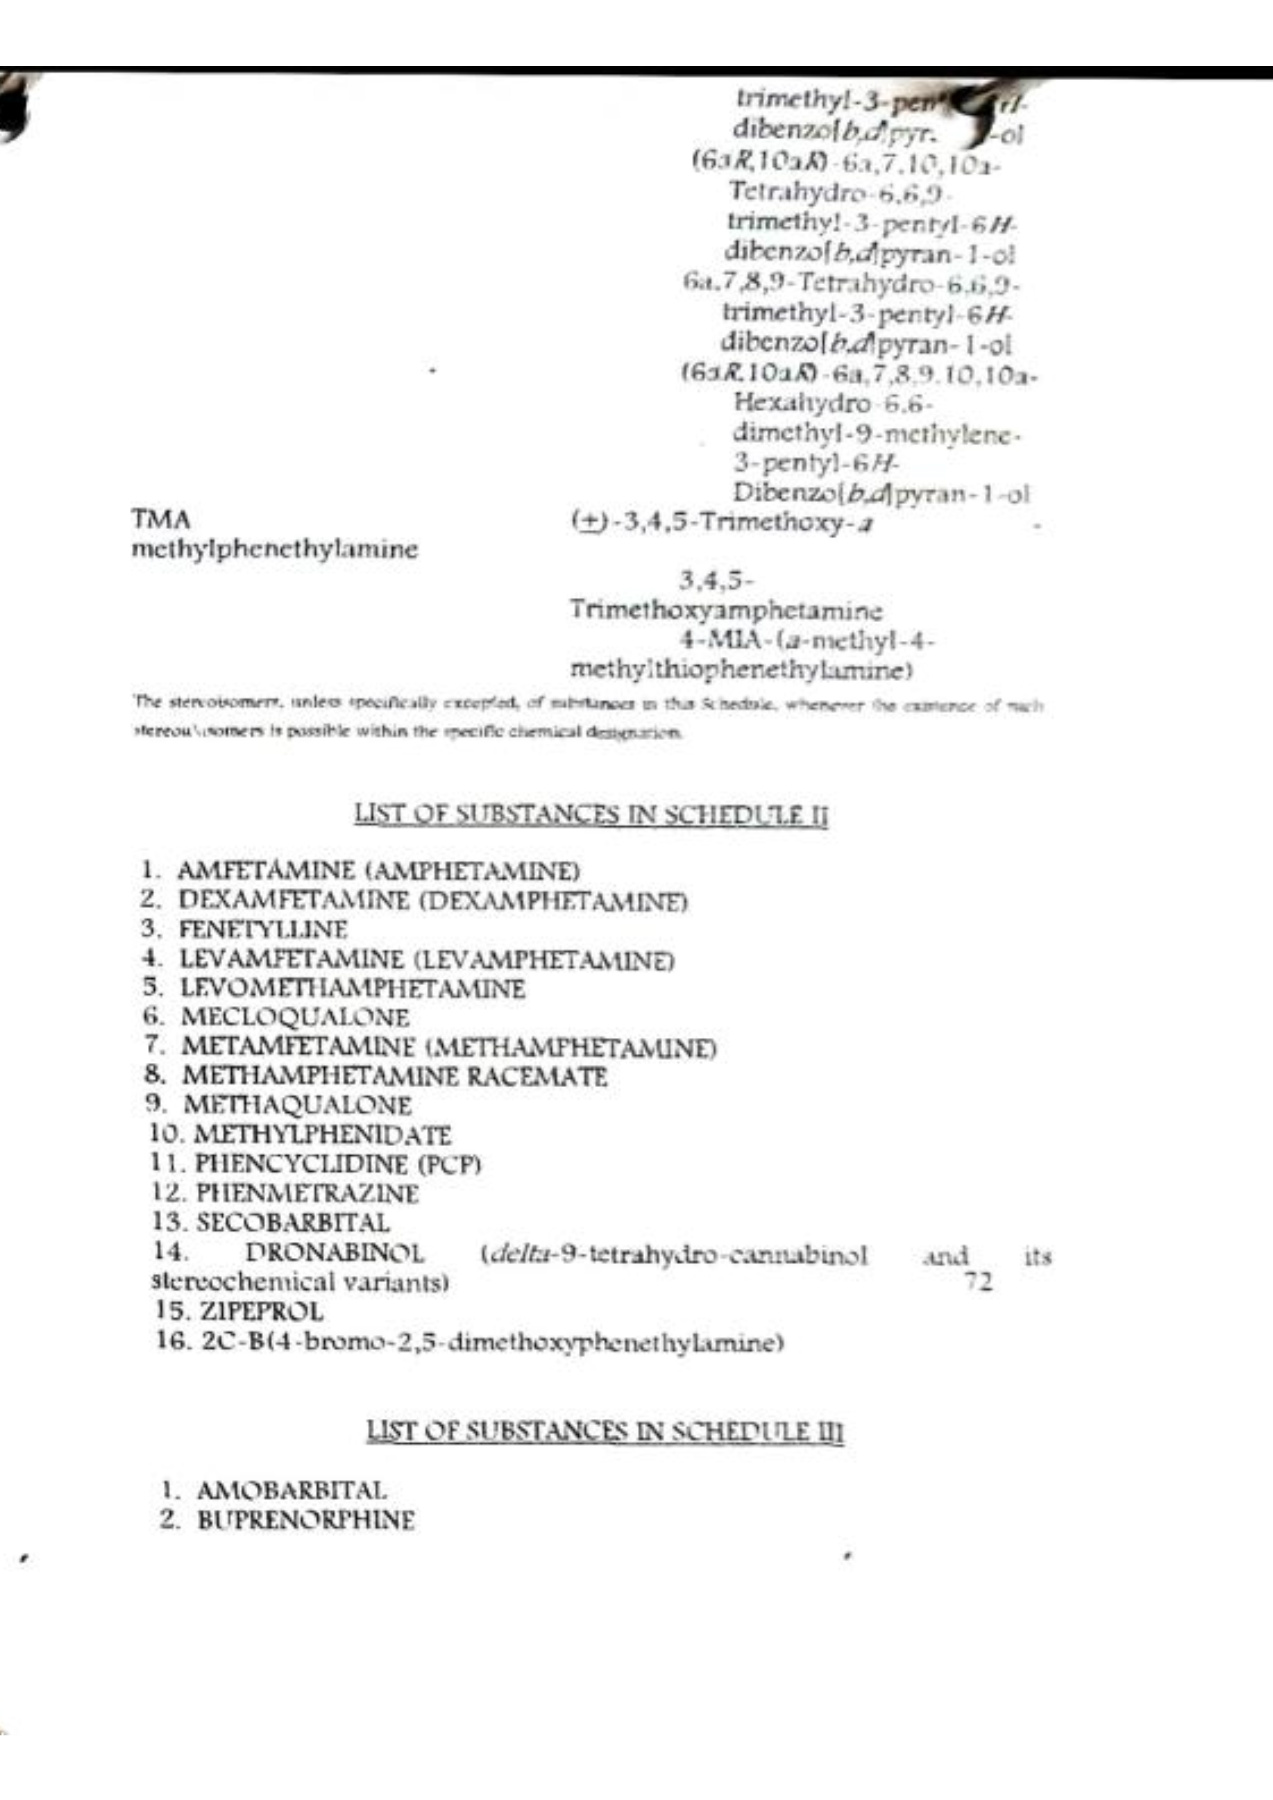 trimethyl-3-
dibenzo[b,d]pyr. -ol
(6aR,10aR)-6a,7,10,10a-
Tetrahydro-6,6,9-
trimethyl-3-pentyl-6H-
dibenzo[b,d]pyran-1-ol
6a,7,8,9-Tetrahydro-6,6,9-
trimethyl-3-pentyl-6H-
dibenzo[b,d]pyran-1-ol
(6aR,10aR)-6a,7,8,9,10,10a-
Hexahydro-6,6-
dimethyl-9-methylene-
3-pentyl-6H-
Dibenzo[b,d]pyran-1-ol
TMA (±)-3,4,5-Trimethoxy-a -
methylphenethylamine
3,4,5-
Trimethoxyamphetamine
4-MIA-(a-methyl-4-
methylthiophenethylamine)
The stereoisomers, unless specifically excepted, of substances in this Schedule, whenever the existence of such
stereou\isomers is possible within the specific chemical designation.
LIST OF SUBSTANCES IN SCHEDULE II
1. AMFETAMINE (AMPHETAMINE)
2. DEXAMFETAMINE (DEXAMPHETAMINE)
3. FENETYLLINE
4. LEVAMFETAMINE (LEVAMPHETAMINE)
5. LEVOMETHAMPHETAMINE
6. MECLOQUALONE
7. METAMFETAMINE (METHAMPHETAMINE)
8. METHAMPHETAMINE RACEMATE
9. METHAQUALONE
10. METHYLPHENIDATE
11. PHENCYCLIDINE (PCP)
12. PHENMETRAZINE
13. SECOBARBITAL
14. DRONABINOL (delta-9-tetrahydro-cannabinol and its
stereochemical variants) 72
15. ZIPEPROL
16. 2C-B(4-bromo-2,5-dimethoxyphenethylamine)
LIST OF SUBSTANCES IN SCHEDULE III
1. AMOBARBITAL
2. BUPRENORPHINE